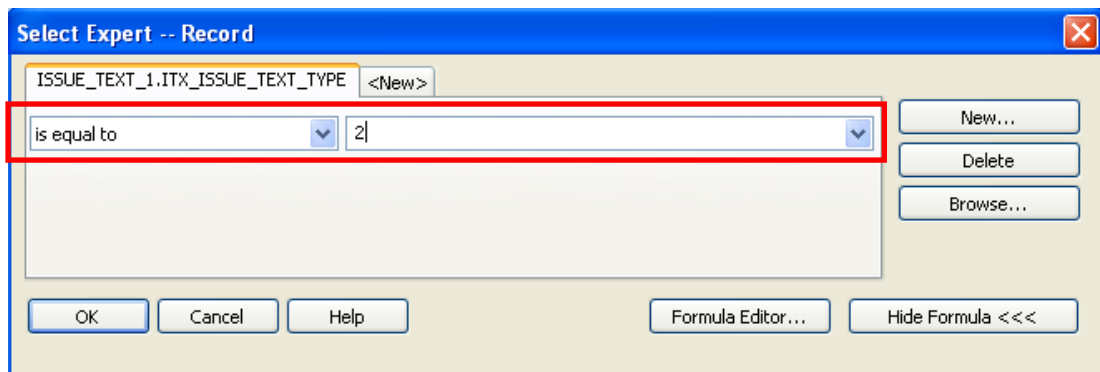 Select Expert -- Record
ISSUE_TEXT_1.ITX_ISSUE_TEXT_TYPE <New>
is equal to 2
New...
Delete
Browse...
OK Cancel Help Formula Editor... Hide Formula <<<